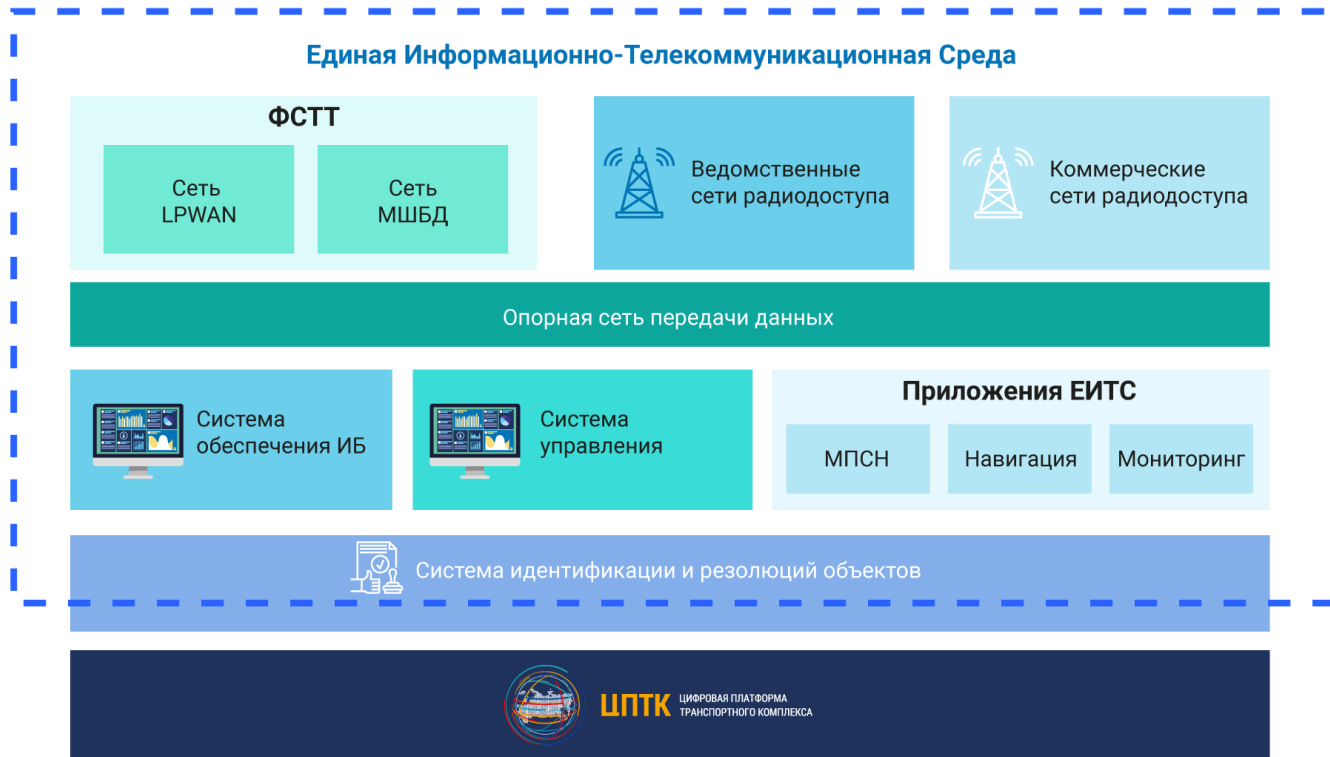 Единая Информационно-Телекоммуникационная Среда
ФСТТ
Сеть
LPWAN
Сеть
МШБД
Ведомственные
сети радиодоступа
Коммерческие
сети радиодоступа
Опорная сеть передачи данных
Система
обеспечения ИБ
Система
управления
Приложения ЕИТС
МПСН
Навигация
Мониторинг
Система идентификации и резолюций объектов
ЦПТК
ЦИФРОВАЯ ПЛАТФОРМА
ТРАНСПОРТНОГО КОМПЛЕКСА